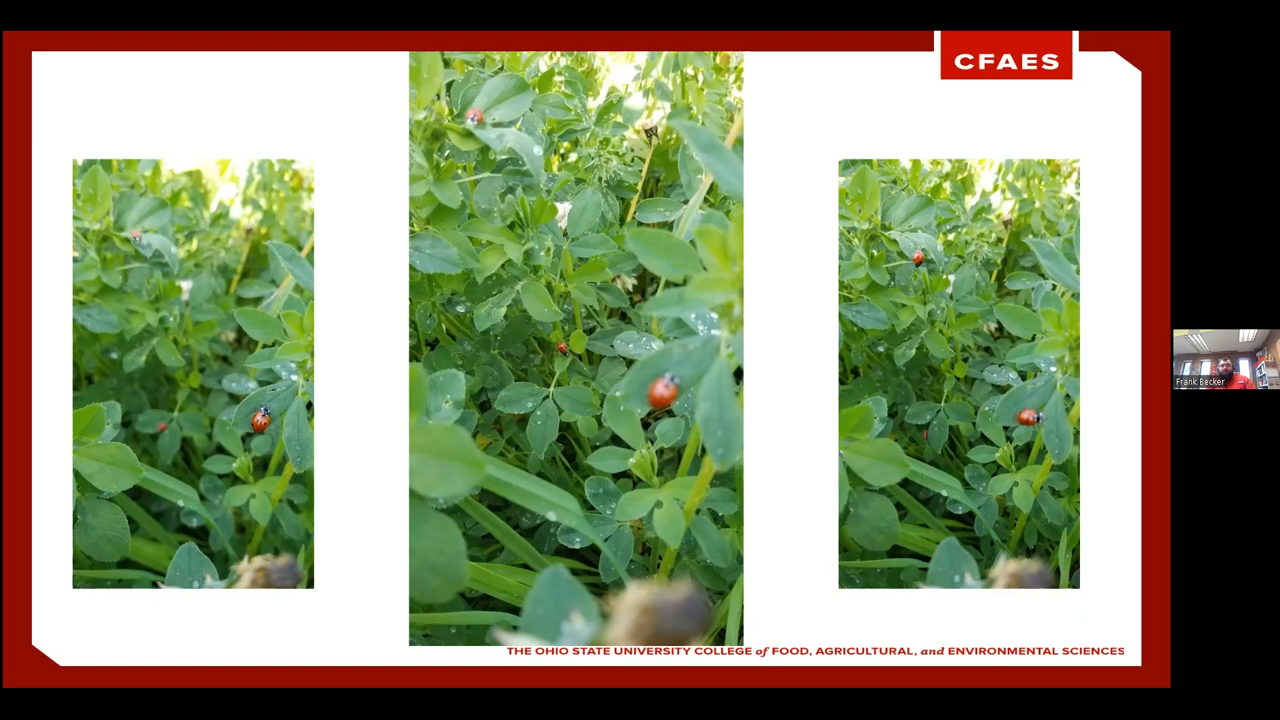 CFAES
Frank Becker
THE OHIO STATE UNIVERSITY COLLEGE of FOOD, AGRICULTURAL, and ENVIRONMENTAL SCIENCES